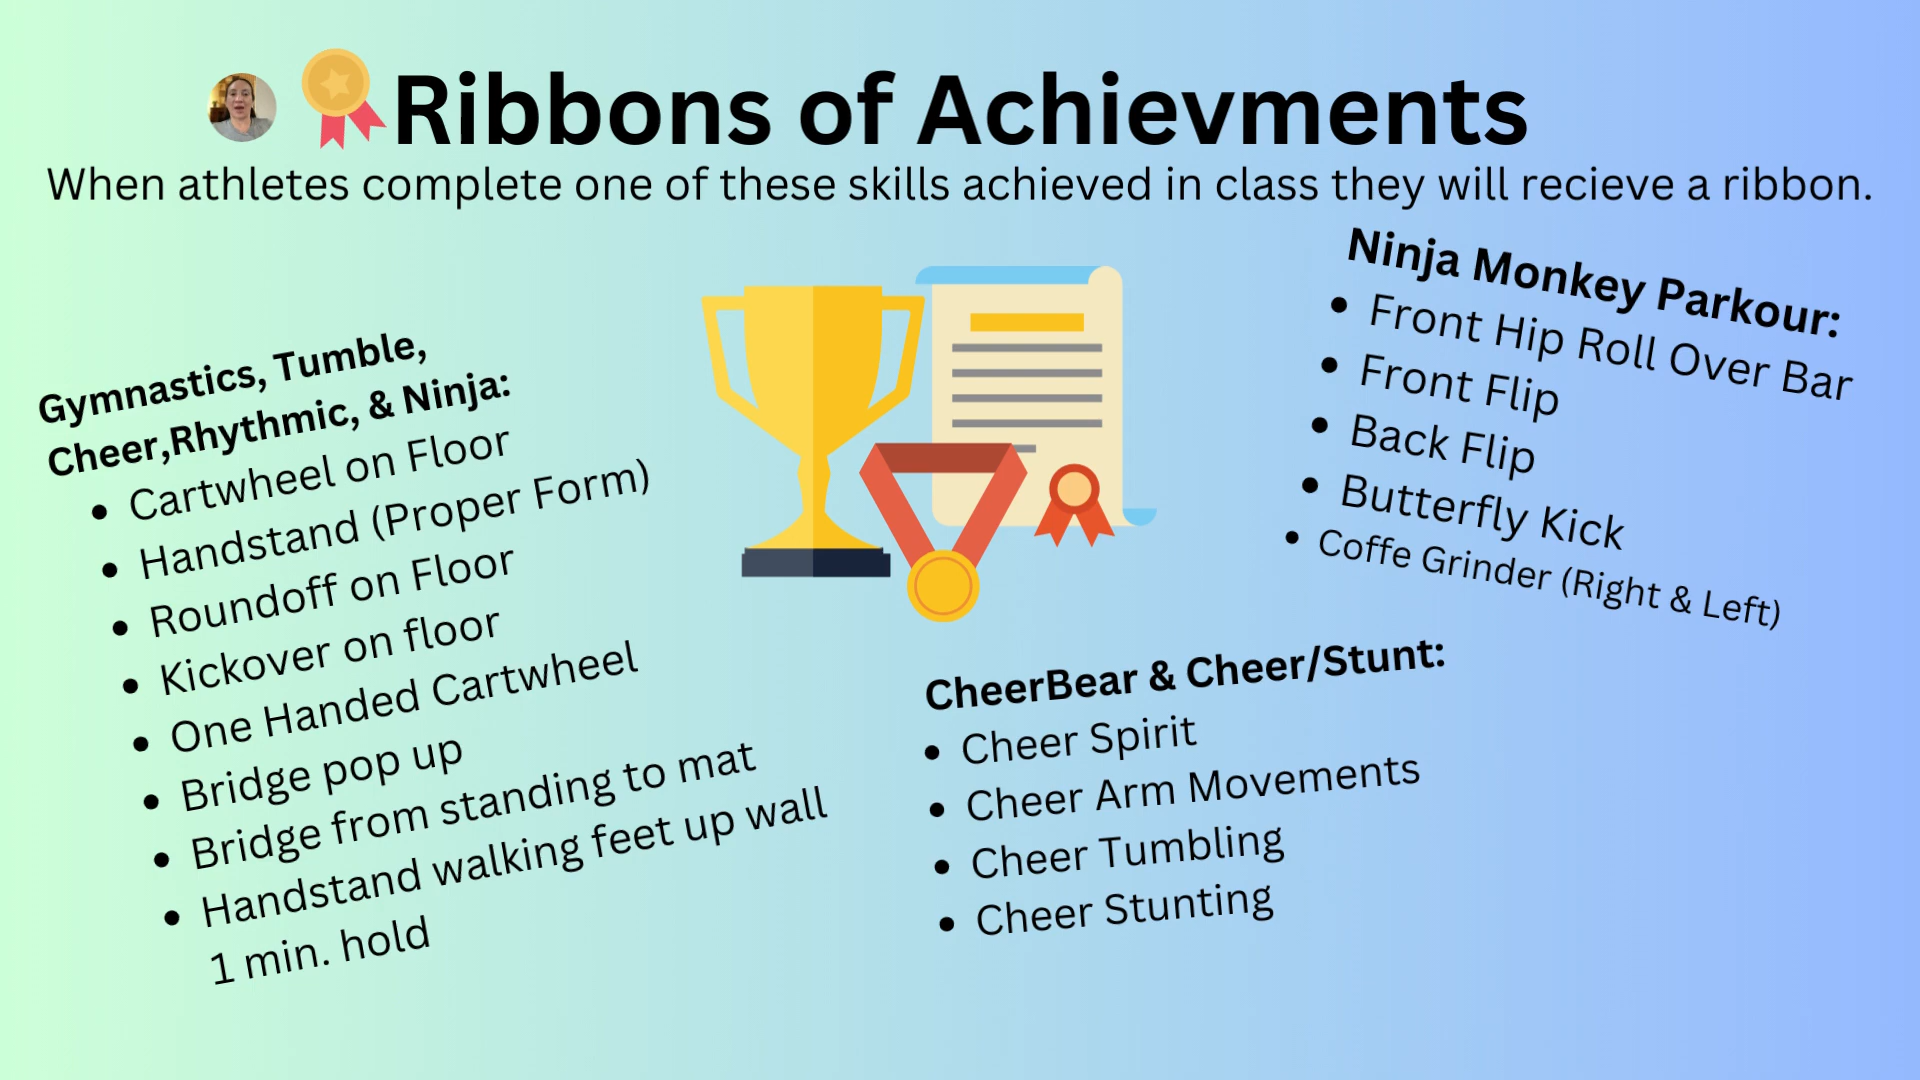 Ribbons of Achievments
When athletes complete one of these skills achieved in class they will recieve a ribbon.
Gymnastics, Tumble,
Cheer,Rhythmic, & Ninja:
• Cartwheel on Floor
• Handstand (Proper Form)
• Roundoff on Floor
• Kickover on floor
• One Handed Cartwheel
• Bridge pop up
• Bridge from standing to mat
• Handstand walking feet up wall
1 min. hold
Ninja Monkey Parkour:
• Front Hip Roll Over Bar
• Front Flip
• Back Flip
• Butterfly Kick
• Coffe Grinder (Right & Left)
CheerBear & Cheer/Stunt:
• Cheer Spirit
• Cheer Arm Movements
• Cheer Tumbling
• Cheer Stunting